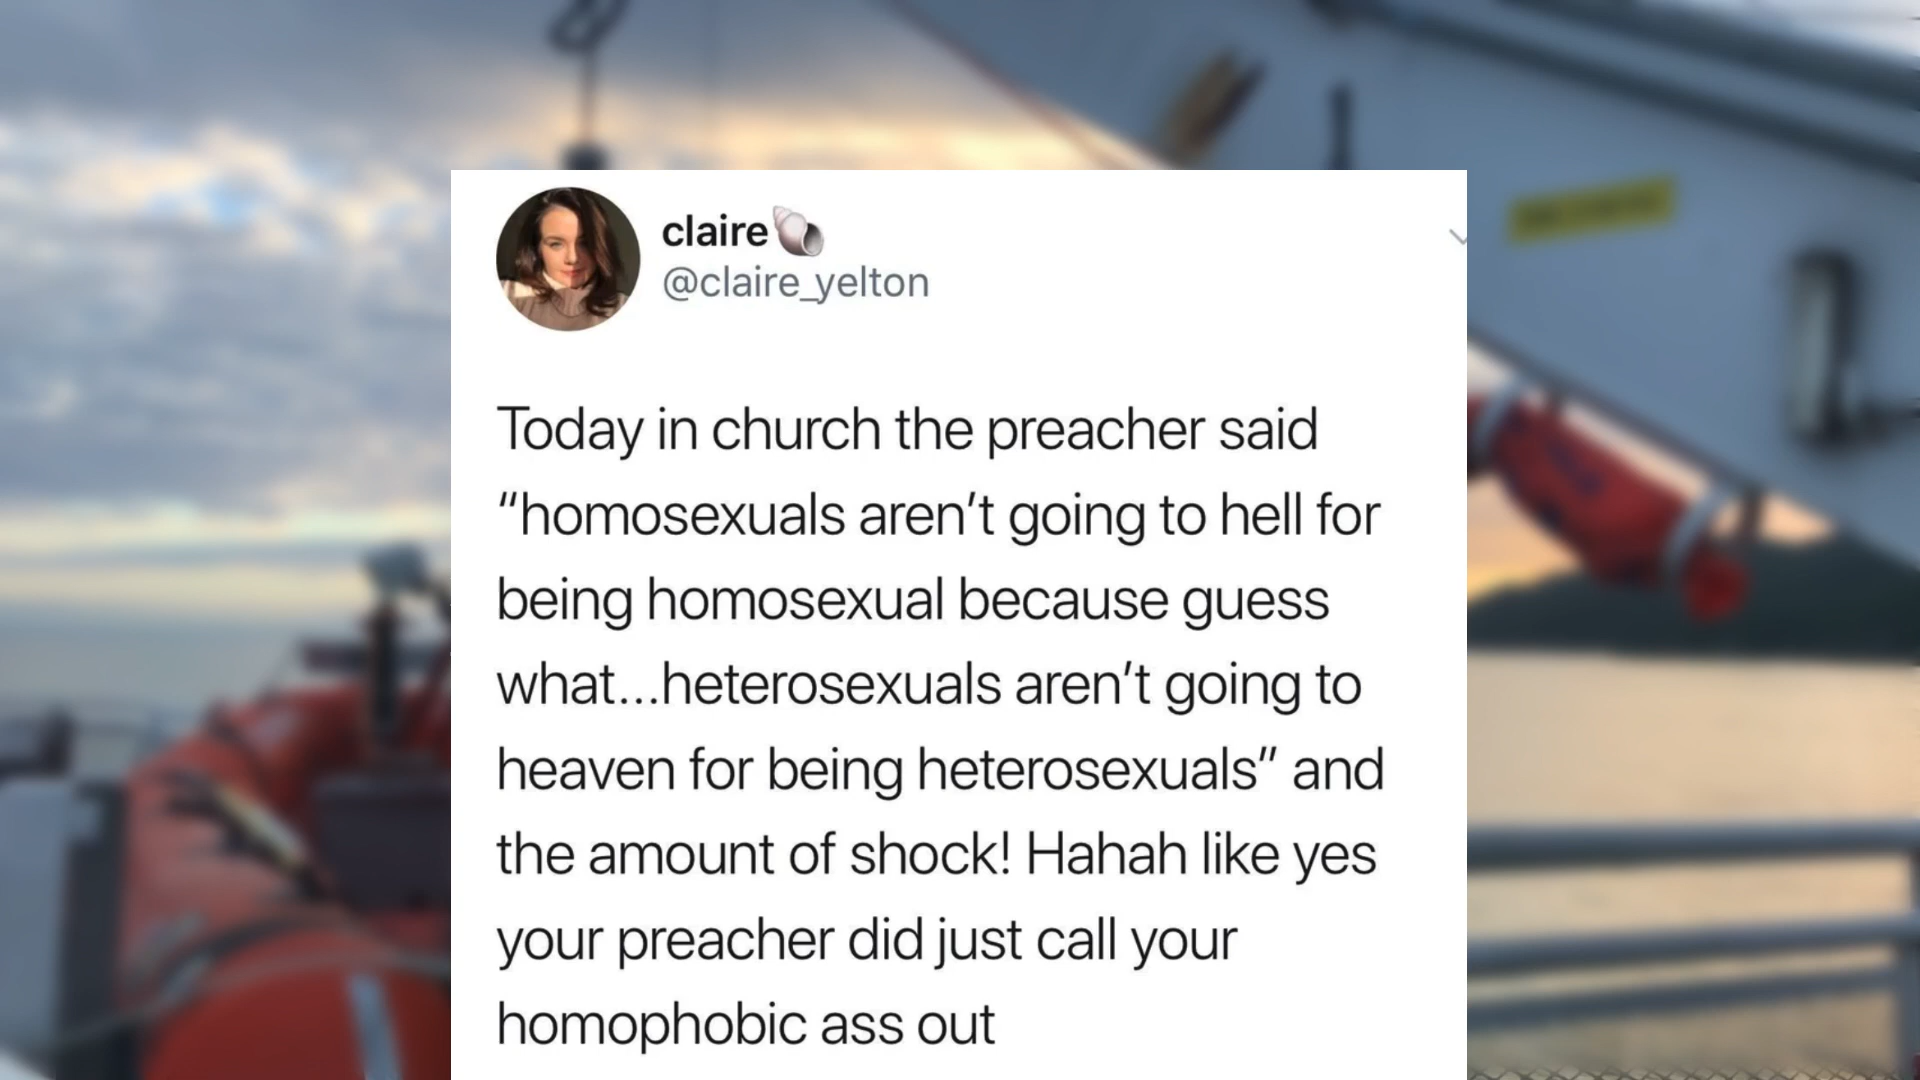 claire🐚
@claire_yelton
Today in church the preacher said
“homosexuals aren’t going to hell for
being homosexual because guess
what...heterosexuals aren’t going to
heaven for being heterosexuals” and
the amount of shock! Hahah like yes
your preacher did just call your
homophobic ass out